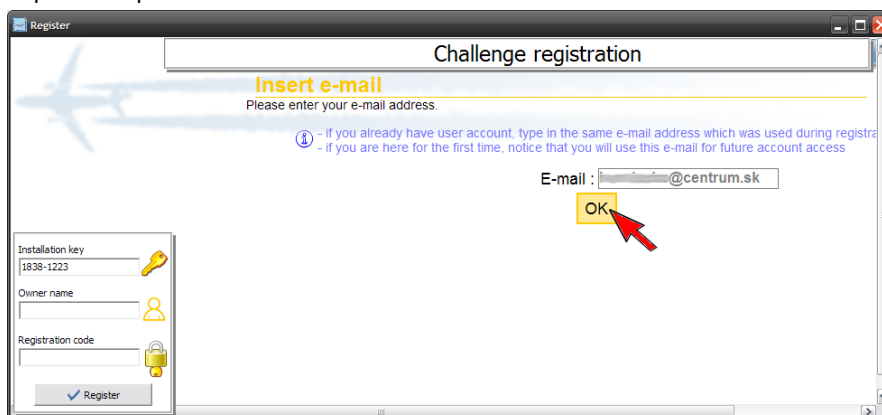 Register
Challenge registration
Insert e-mail
Please enter your e-mail address.
- if you already have user account, type in the same e-mail address which was used during registra
- if you are here for the first time, notice that you will use this e-mail for future account access
E-mail : @centrum.sk
OK
Installation key
1838-1223
Owner name
Registration code
Register